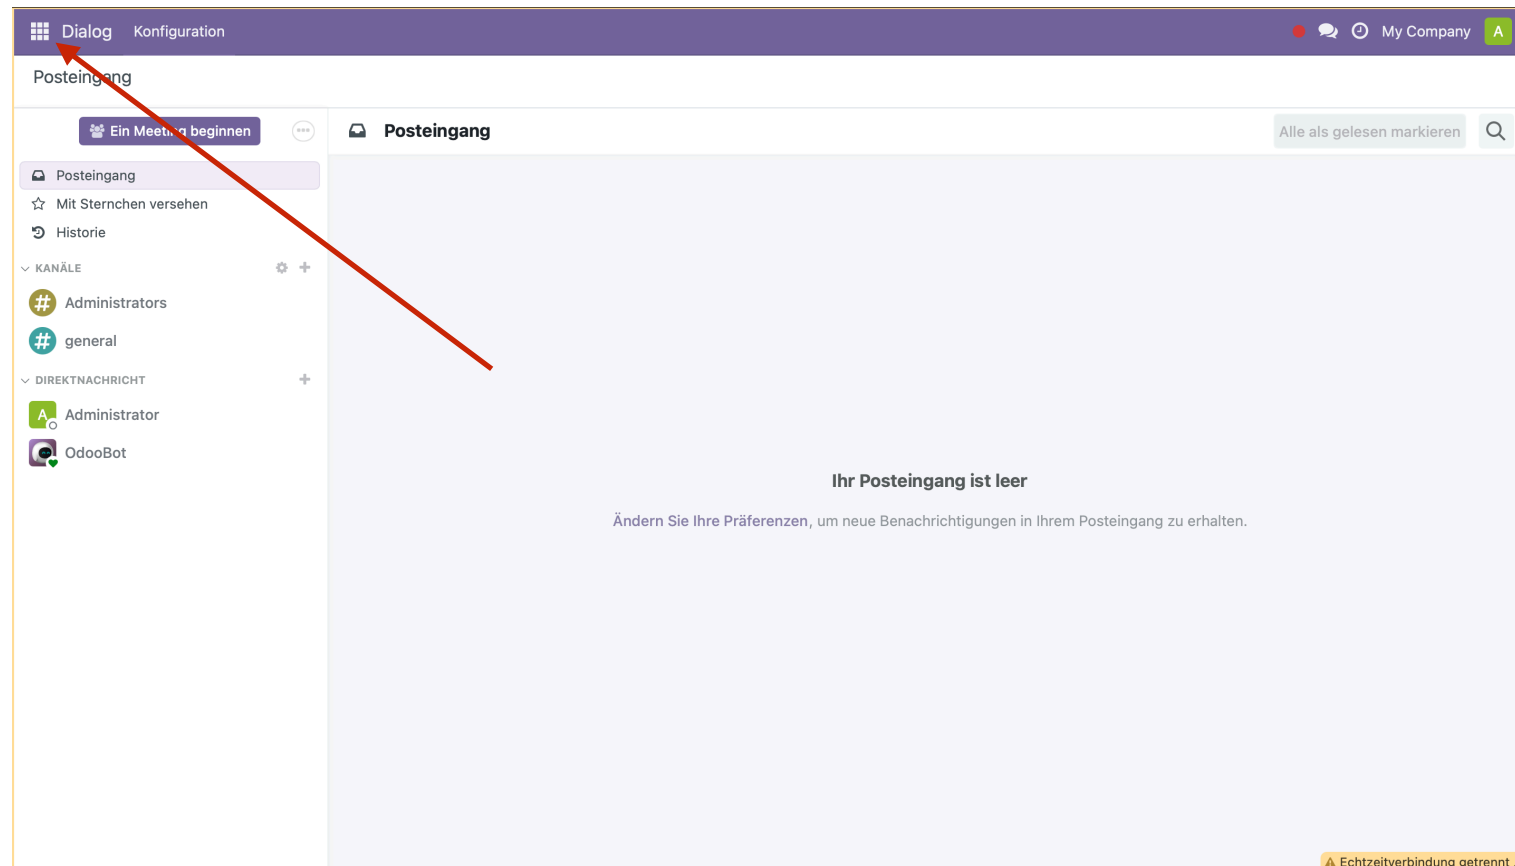 Dialog Konfiguration My Company A
Posteingang
Ein Meeting beginnen
Posteingang
Alle als gelesen markieren
Posteingang
Mit Sternchen versehen
Historie
KANÄLE
# Administrators
# general
DIREKTNACHRICHT
A Administrator
OdooBot
Ihr Posteingang ist leer
Ändern Sie Ihre Präferenzen, um neue Benachrichtigungen in Ihrem Posteingang zu erhalten.
Echtzeitverbindung getrennt